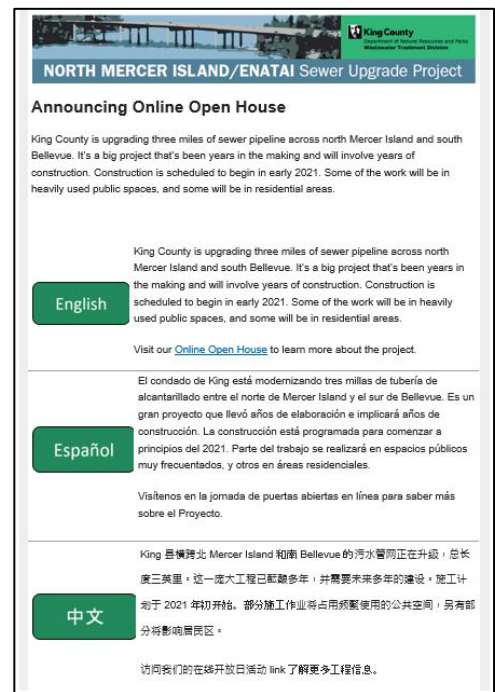 King County
Department of Natural Resources and Parks
Wastewater Treatment Division
NORTH MERCER ISLAND/ENATAI Sewer Upgrade Project
Announcing Online Open House
King County is upgrading three miles of sewer pipeline across north Mercer Island and south
Bellevue. It's a big project that's been years in the making and will involve years of
construction. Construction is scheduled to begin in early 2021. Some of the work will be in
heavily used public spaces, and some will be in residential areas.
English
King County is upgrading three miles of sewer pipeline across north
Mercer Island and south Bellevue. It's a big project that's been years in
the making and will involve years of construction. Construction is
scheduled to begin in early 2021. Some of the work will be in heavily
used public spaces, and some will be in residential areas.
Visit our Online Open House to learn more about the project.
Español
El condado de King está modernizando tres millas de tubería de
alcantarillado entre el norte de Mercer Island y el sur de Bellevue. Es un
gran proyecto que llevó años de elaboración e implicará años de
construcción. La construcción está programada para comenzar a
principios del 2021. Parte del trabajo se realizará en espacios públicos
muy frecuentados, y otros en áreas residenciales.
Visítenos en la jornada de puertas abiertas en línea para saber más
sobre el Proyecto.
中文
King 县横跨北 Mercer Island 和南 Bellevue 的污水管网正在升级，总长
度三英里。这一庞大工程已酝酿多年，并需要未来多年的建设。施工计
划于 2021 年初开始。部分施工作业将占用频繁使用的公共空间，另有部
分将影响居民区。
访问我们的在线开放日活动 link 了解更多工程信息。